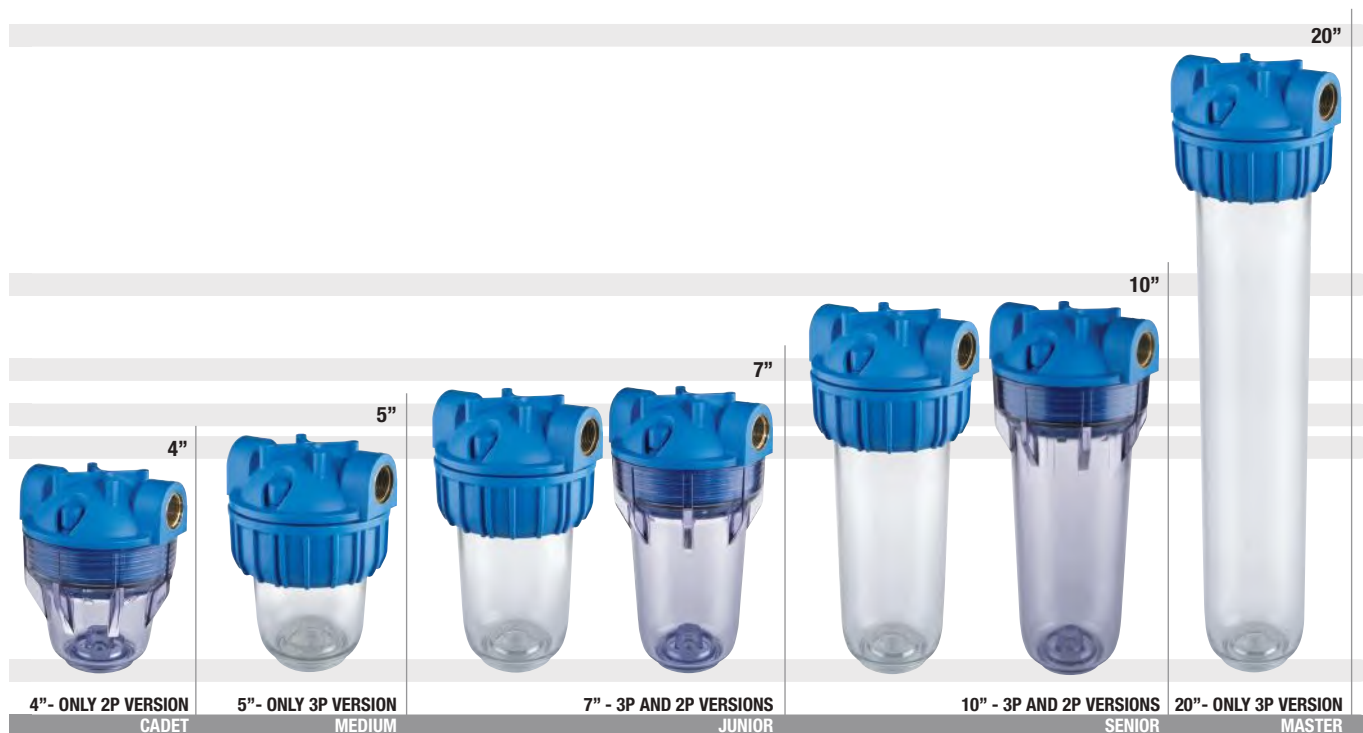 20”
10”
7”
5”
4”
4”- ONLY 2P VERSION
5”- ONLY 3P VERSION
7” - 3P AND 2P VERSIONS
10” - 3P AND 2P VERSIONS
20”- ONLY 3P VERSION
CADET
MEDIUM
JUNIOR
SENIOR
MASTER